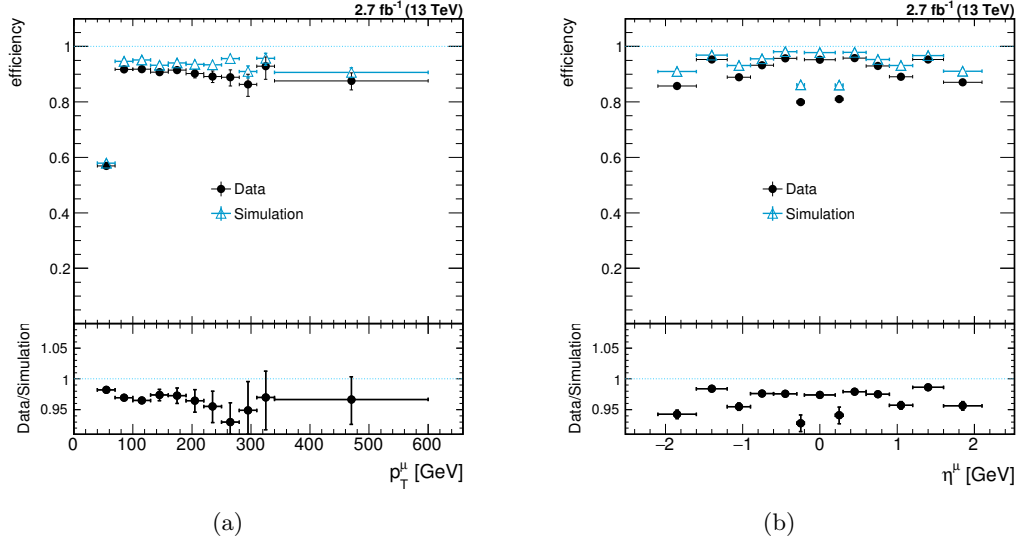 2.7 fb⁻¹ (13 TeV)
efficiency
1
0.8
0.6
0.4
0.2
Data
Simulation
Data/Simulation
1.05
1
0.95
0 100 200 300 400 500 600
p_T^μ [GeV]
(a)
2.7 fb⁻¹ (13 TeV)
efficiency
1
0.8
0.6
0.4
0.2
Data
Simulation
Data/Simulation
1.05
1
0.95
−2 −1 0 1 2
η^μ [GeV]
(b)